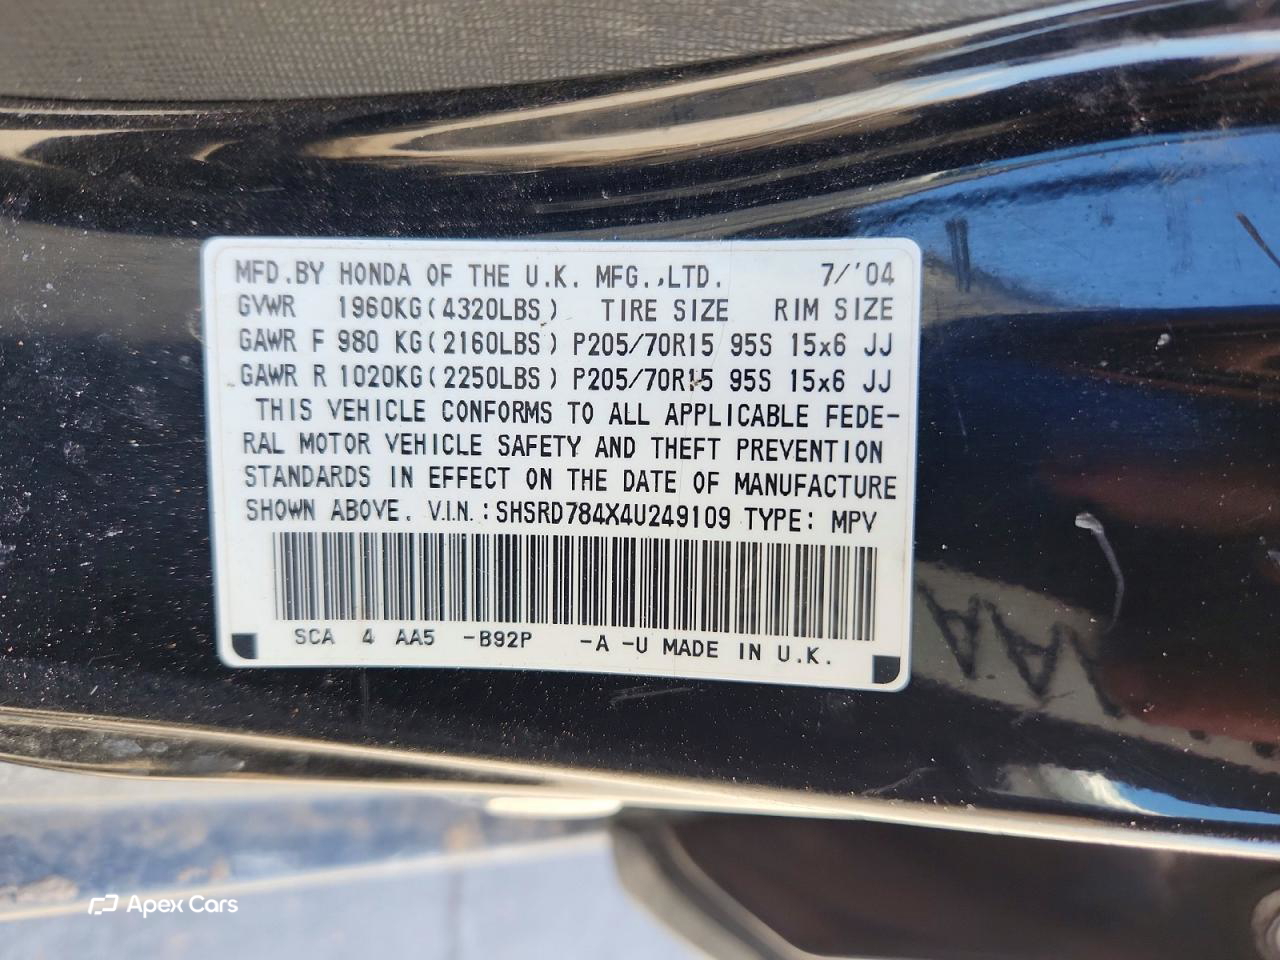 MFD.BY HONDA OF THE U.K. MFG.,LTD. 7/'04
GVWR 1960KG(4320LBS) TIRE SIZE RIM SIZE
GAWR F 980 KG(2160LBS) P205/70R15 95S 15x6 JJ
GAWR R 1020KG(2250LBS) P205/70R15 95S 15x6 JJ
THIS VEHICLE CONFORMS TO ALL APPLICABLE FEDE-
RAL MOTOR VEHICLE SAFETY AND THEFT PREVENTION
STANDARDS IN EFFECT ON THE DATE OF MANUFACTURE
SHOWN ABOVE. V.I.N.:SHSRD784X4U249109 TYPE: MPV
SCA 4 AA5 -B92P -A -U MADE IN U.K.
Apex Cars